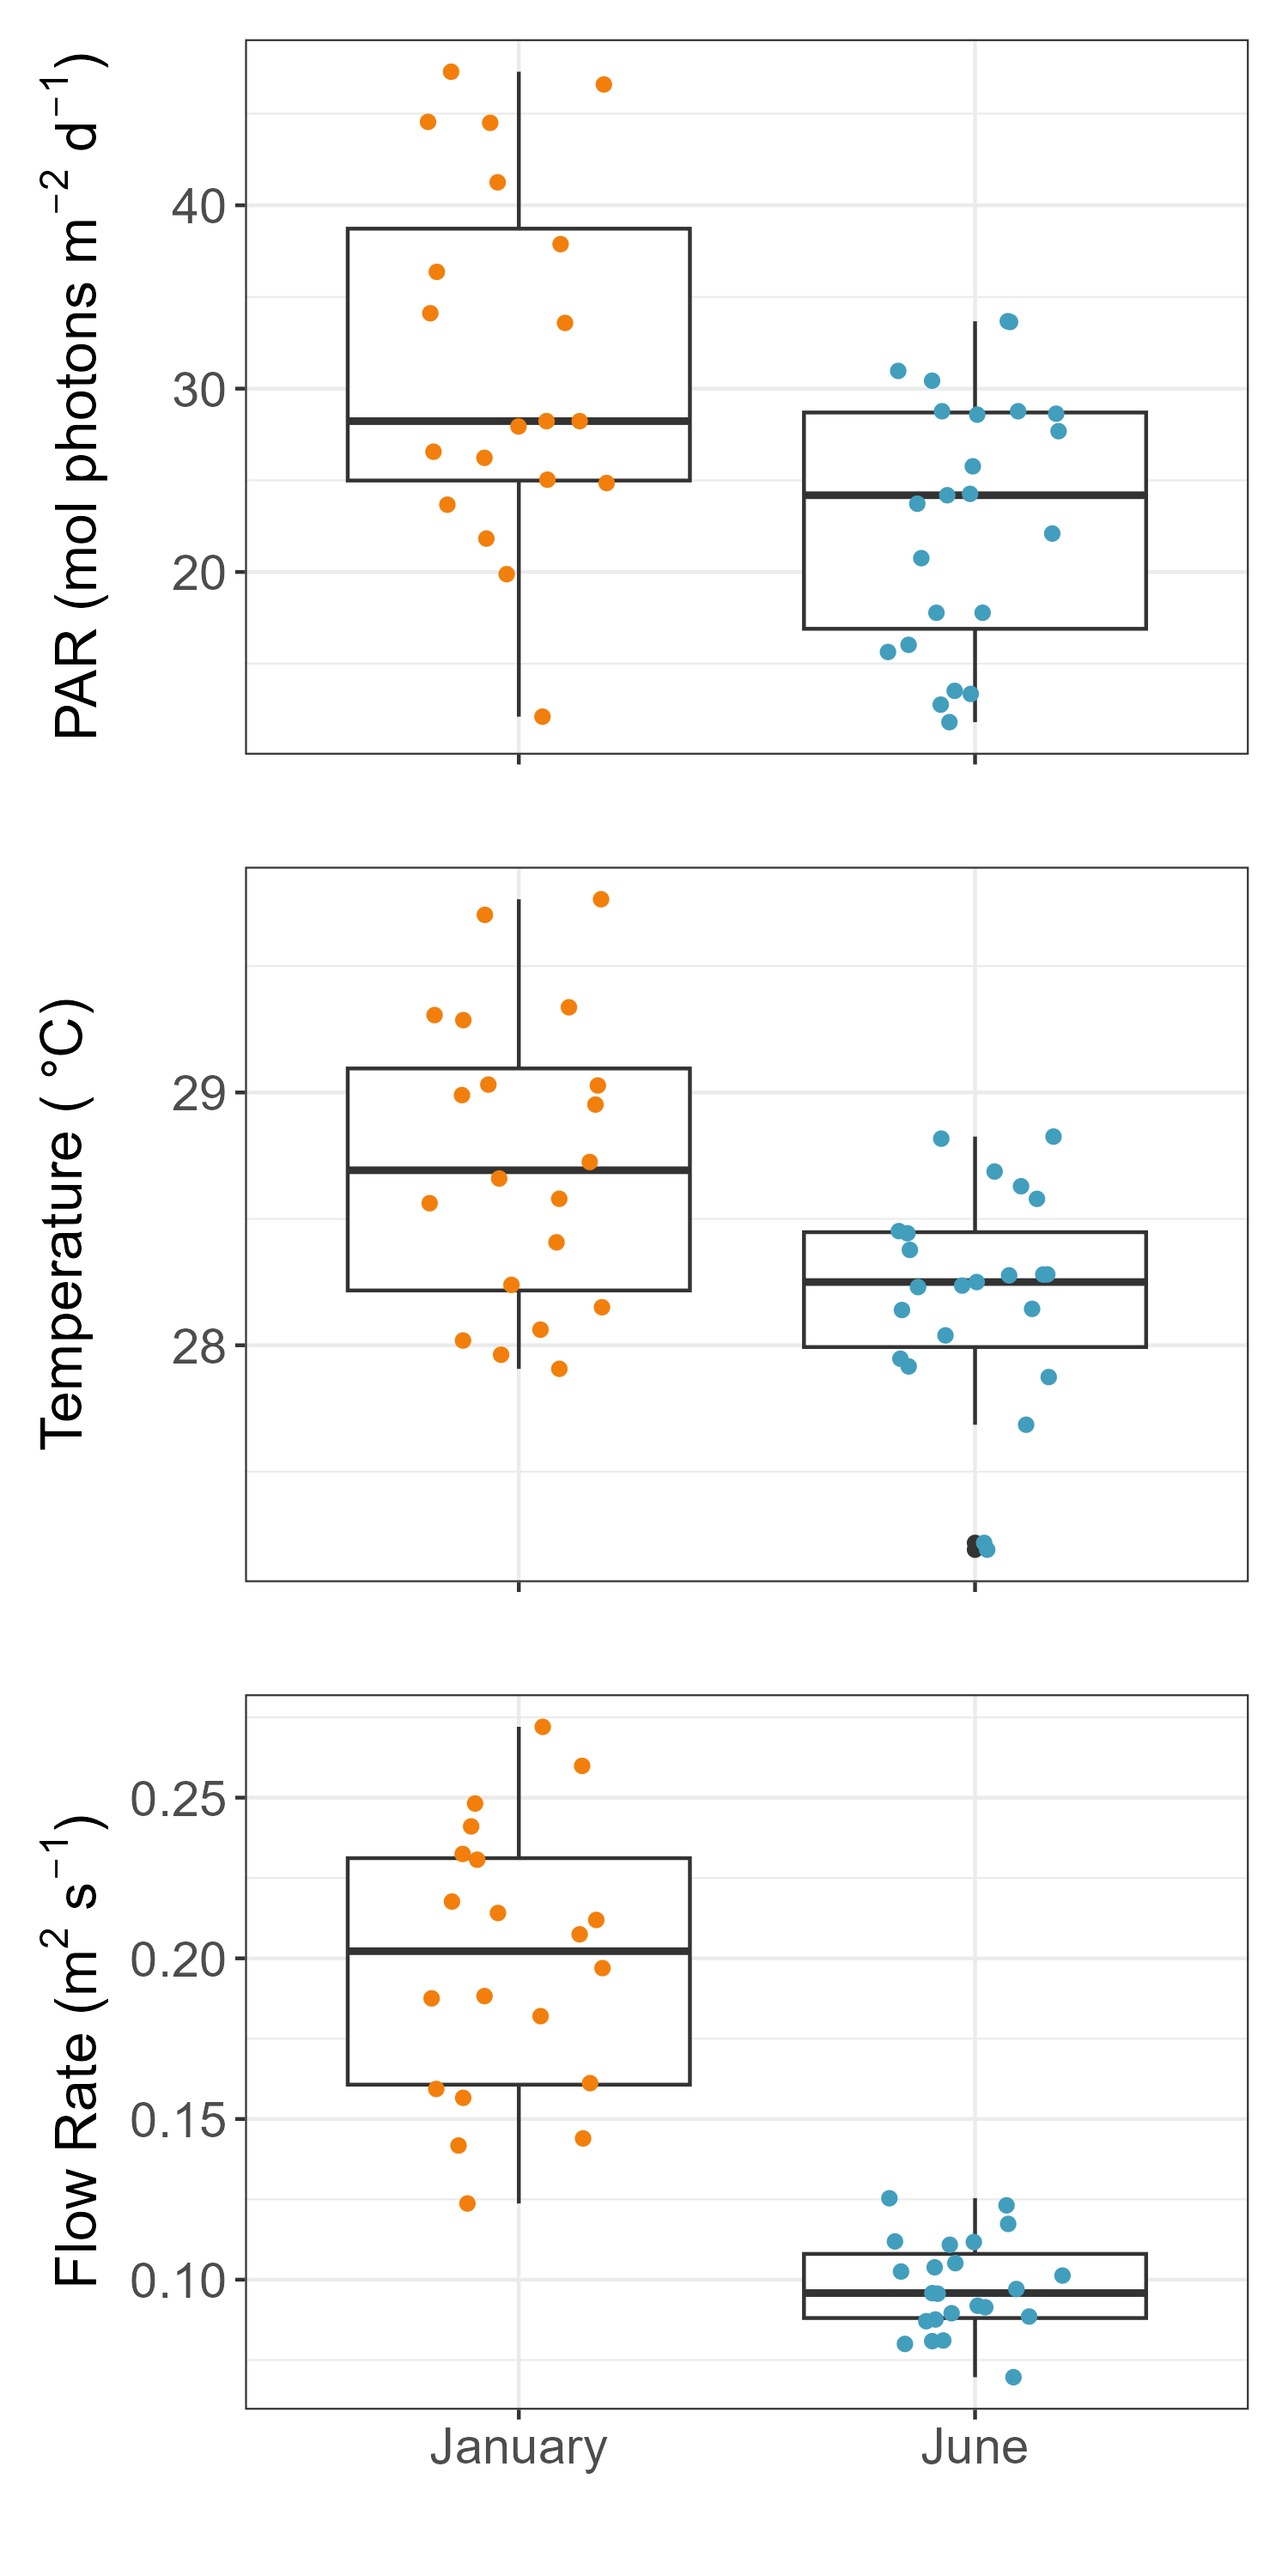 PAR (mol photons m⁻² d⁻¹)
40
30
20
Temperature ( °C)
29
28
Flow Rate (m² s⁻¹)
0.25
0.20
0.15
0.10
January June